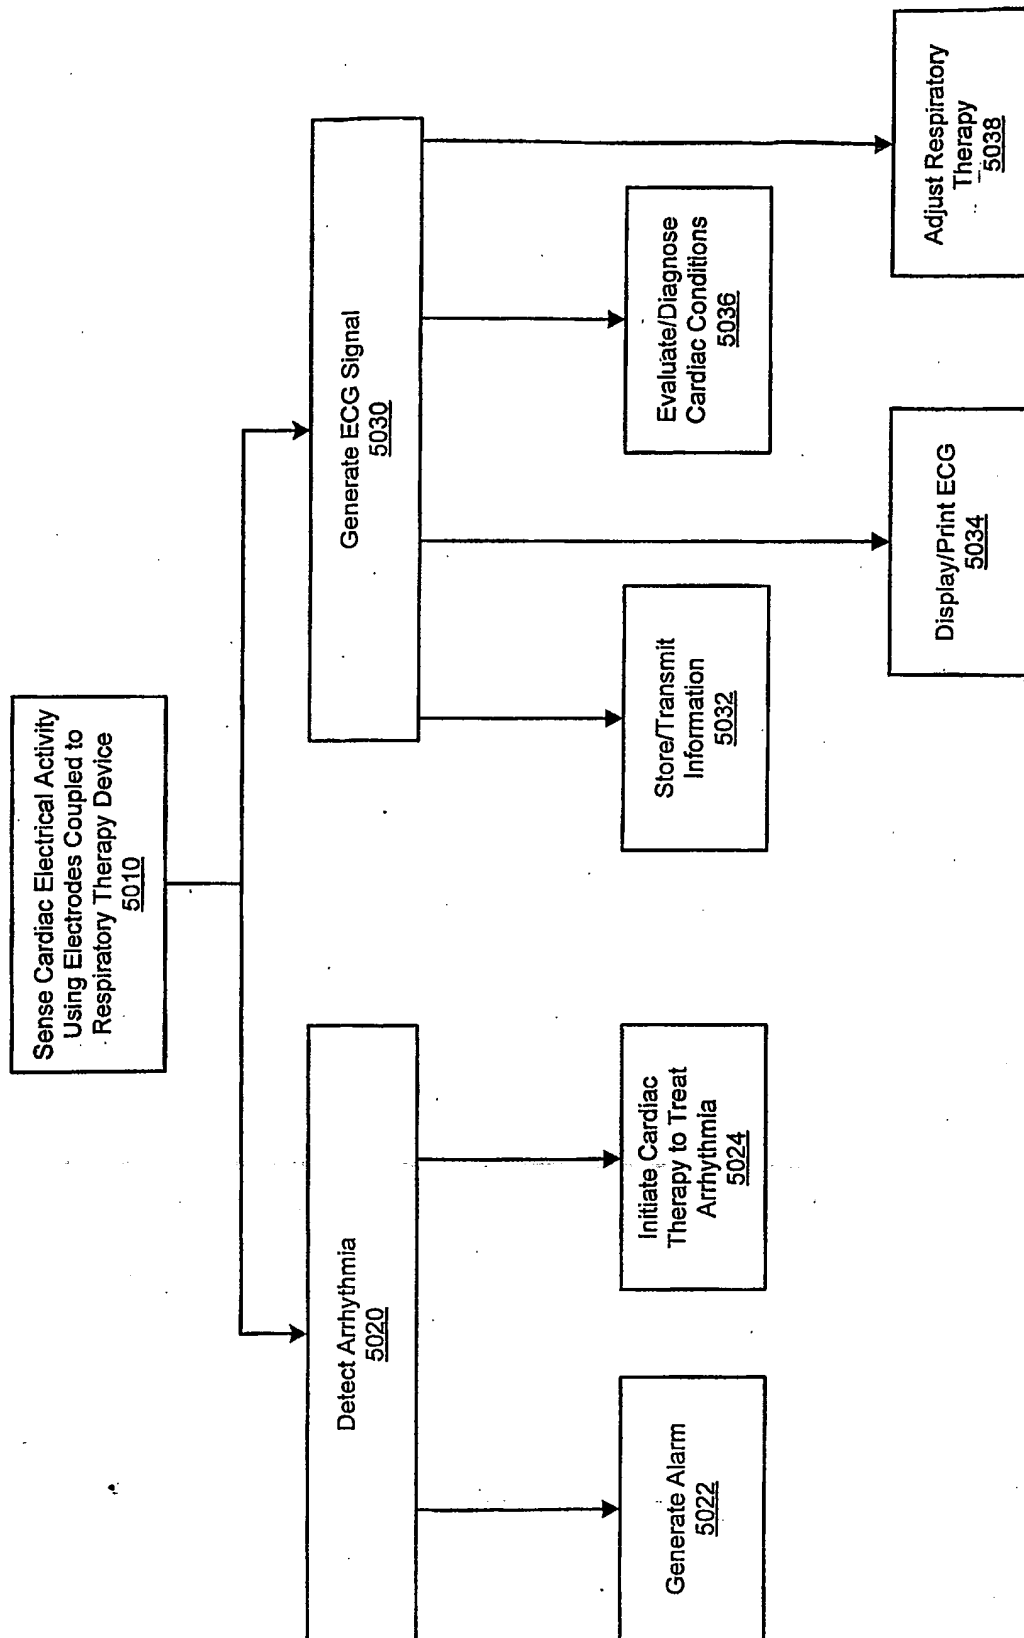 Sense Cardiac Electrical Activity
Using Electrodes Coupled to
Respiratory Therapy Device
5010
Detect Arrhythmia
5020
Generate ECG Signal
5030
Generate Alarm
5022
Initiate Cardiac
Therapy to Treat
Arrhythmia
5024
Store/Transmit
Information
5032
Evaluate/Diagnose
Cardiac Conditions
5036
Display/Print ECG
5034
Adjust Respiratory
Therapy
5038